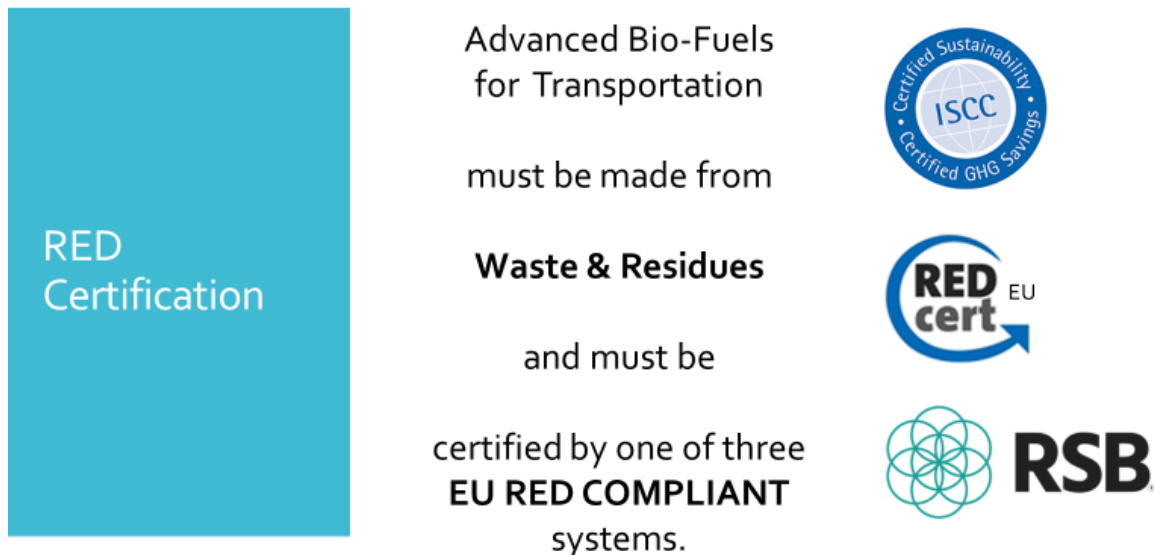 RED
Certification
Advanced Bio-Fuels
for Transportation
must be made from
Waste & Residues
and must be
certified by one of three
EU RED COMPLIANT
systems.
• Certified Sustainability •
ISCC
Certified GHG Savings
RED
cert
EU
RSB